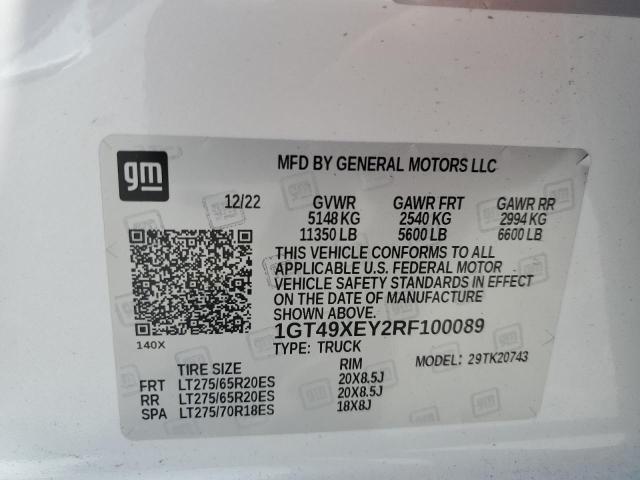 gm
MFD BY GENERAL MOTORS LLC
12/22 GVWR GAWR FRT GAWR RR
5148 KG 2540 KG 2994 KG
11350 LB 5600 LB 6600 LB
THIS VEHICLE CONFORMS TO ALL
APPLICABLE U.S. FEDERAL MOTOR
VEHICLE SAFETY STANDARDS IN EFFECT
ON THE DATE OF MANUFACTURE
SHOWN ABOVE.
1GT49XEY2RF100089
140X TYPE: TRUCK MODEL: 29TK20743
TIRE SIZE RIM
FRT LT275/65R20ES 20X8.5J
RR LT275/65R20ES 20X8.5J
SPA LT275/70R18ES 18X8J